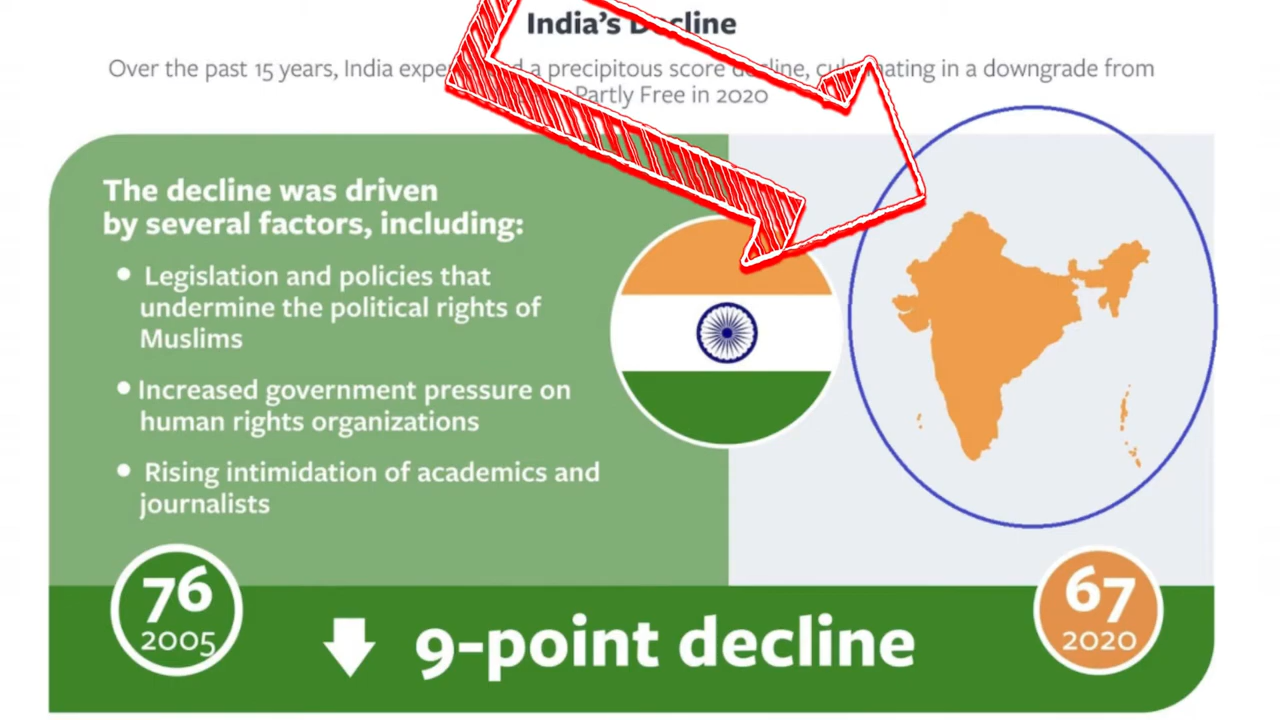 India's Decline
Over the past 15 years, India a precipitous score decline, in a downgrade from
Partly Free in 2020
The decline was driven
by several factors, including:
• Legislation and policies that
undermine the political rights of
Muslims
• Increased government pressure on
human rights organizations
• Rising intimidation of academics and
journalists
76
2005
9-point decline
67
2020